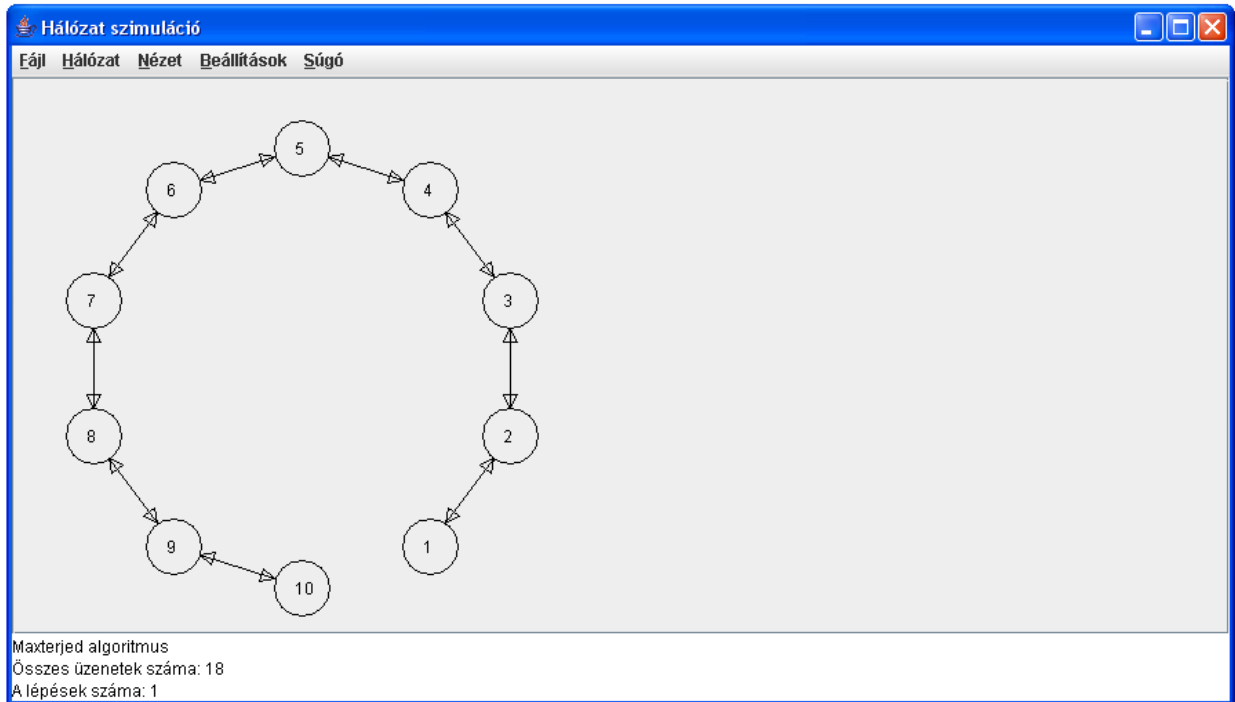 Hálózat szimuláció
Fájl Hálózat Nézet Beállítások Súgó
5
6 4
7 3
8 2
9 1
10
Maxterjed algoritmus
Összes üzenetek száma: 18
A lépések száma: 1